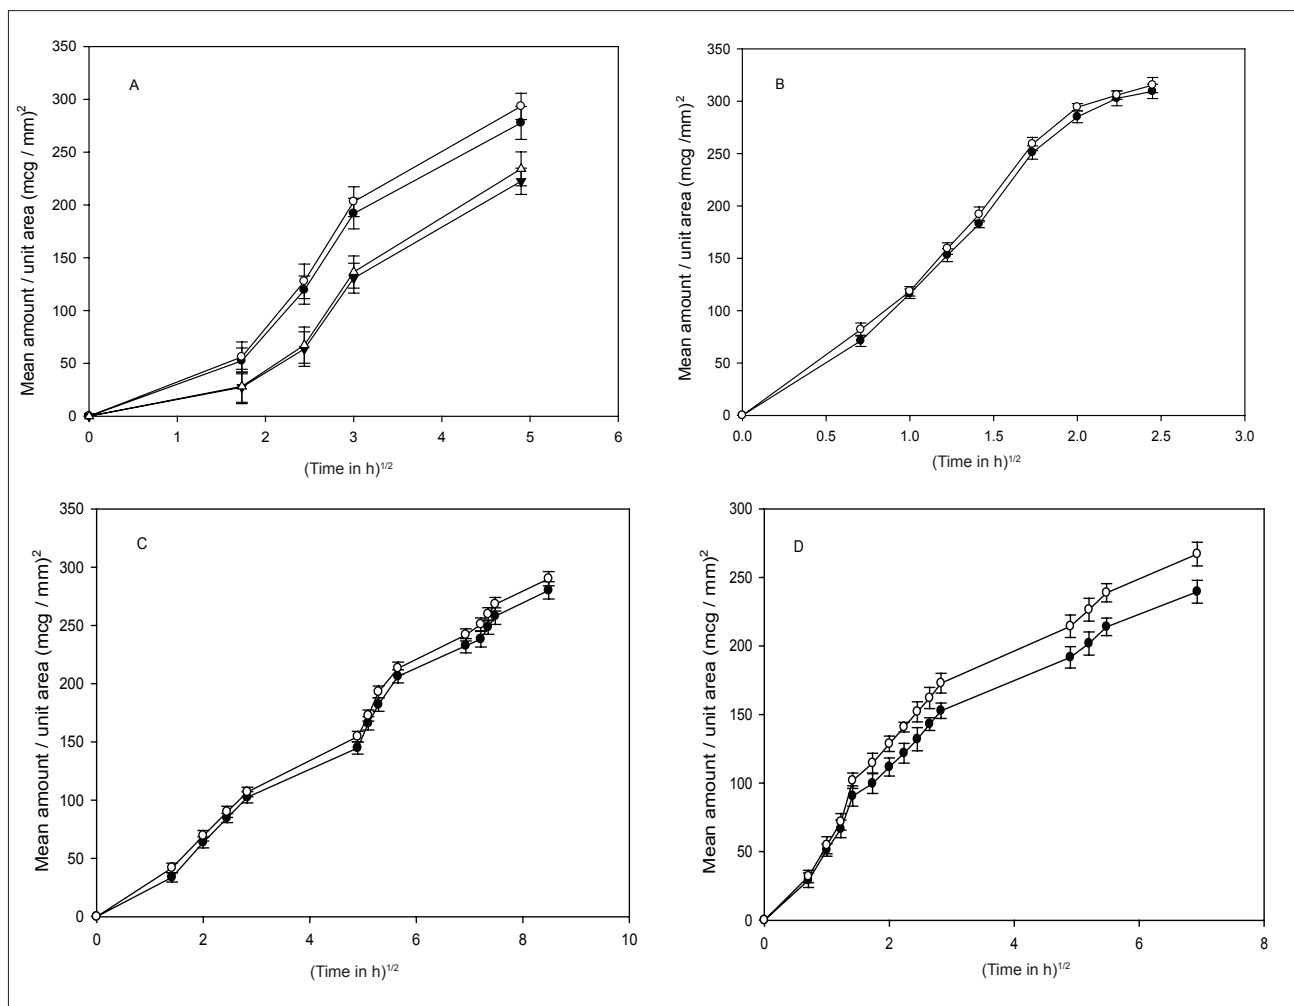 A
Mean amount / unit area (mcg / mm)²
350
300
250
200
150
100
50
0
0 1 2 3 4 5 6
(Time in h)1/2
B
Mean amount / unit area (mcg /mm)²
350
300
250
200
150
100
50
0
0.0 0.5 1.0 1.5 2.0 2.5 3.0
(Time in h)1/2
C
Mean amount / unit area (mcg / mm)²
350
300
250
200
150
100
50
0
0 2 4 6 8 10
(Time in h)1/2
D
Mean amount / unit area (mcg / mm)²
300
250
200
150
100
50
0
0 2 4 6 8
(Time in h)1/2